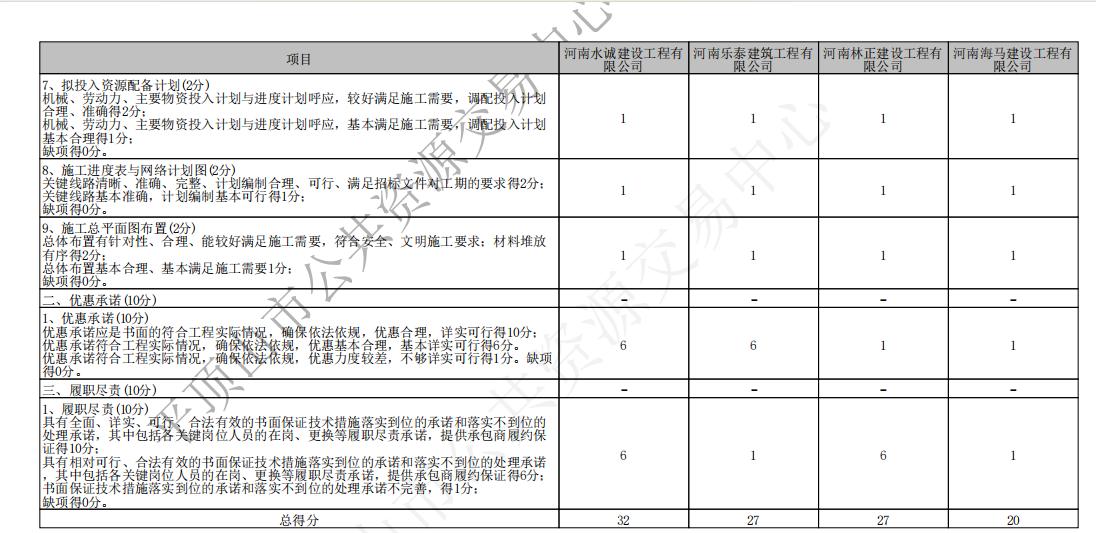 项目
河南水诚建设工程有
限公司
河南乐泰建筑工程有
限公司
河南林正建设工程有
限公司
河南海马建设工程有
限公司
7、拟投入资源配备计划(2分)
机械、劳动力、主要物资投入计划与进度计划呼应，较好满足施工需要，调配投入计划
合理、准确得2分；
机械、劳动力、主要物资投入计划与进度计划呼应，基本满足施工需要，调配投入计划
基本合理得1分；
缺项得0分。
1 1 1 1
8、施工进度表与网络计划图(2分)
关键线路清晰、准确、完整、计划编制合理、可行、满足招标文件对工期的要求得2分；
关键线路基本准确，计划编制基本可行得1分；
缺项得0分。
1 1 1 1
9、施工总平面图布置(2分)
总体布置有针对性、合理、能较好满足施工需要，符合安全、文明施工要求；材料堆放
有序得2分；
总体布置基本合理、基本满足施工需要1分；
缺项得0分。
1 1 1 1
二、优惠承诺(10分)
- - - -
1、优惠承诺(10分)
优惠承诺应是书面的符合工程实际情况，确保依法依规，优惠合理，详实可行得10分；
优惠承诺符合工程实际情况，确保依法依规，优惠基本合理，基本详实可行得6分。
优惠承诺符合工程实际情况，确保依法依规，优惠力度较差，不够详实可行得1分。缺项
得0分。
6 6 1 1
三、履职尽责(10分)
- - - -
1、履职尽责(10分)
具有全面、详实、可行、合法有效的书面保证技术措施落实到位的承诺和落实不到位的
处理承诺，其中包括各关键岗位人员的在岗、更换等履职尽责承诺，提供承包商履约保
证得10分；
具有相对可行、合法有效的书面保证技术措施落实到位的承诺和落实不到位的处理承诺
，其中包括各关键岗位人员的在岗、更换等履职尽责承诺，提供承包商履约保证得6分；
书面保证技术措施落实到位的承诺和落实不到位的处理承诺不完善，得1分；
缺项得0分。
6 1 6 1
总得分
32 27 27 20
平顶山市公共资源交易中心
山市公共资源交易中心